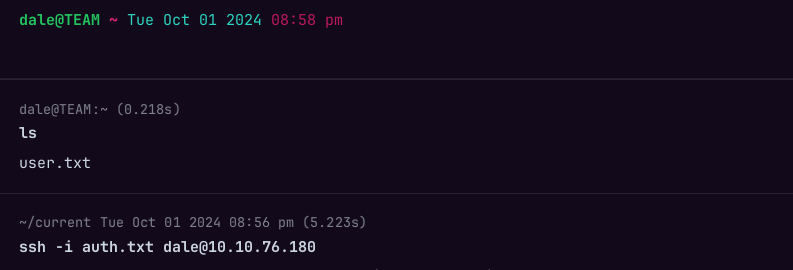 dale@TEAM ~ Tue Oct 01 2024 08:58 pm
dale@TEAM:~ (0.218s)
ls
user.txt
~/current Tue Oct 01 2024 08:56 pm (5.223s)
ssh -i auth.txt dale@10.10.76.180